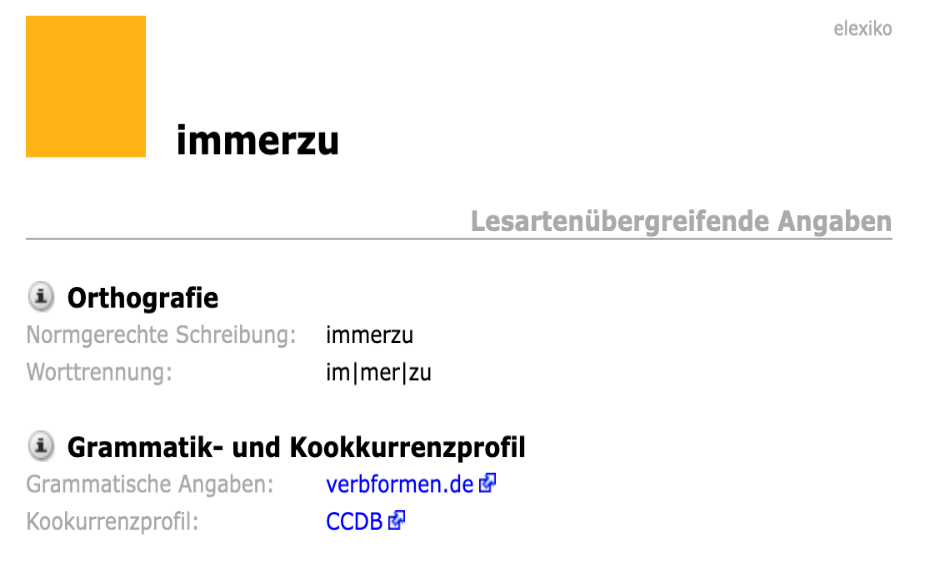 elexiko
immerzu
Lesartenübergreifende Angaben
Orthografie
Normgerechte Schreibung: immerzu
Worttrennung: im|mer|zu
Grammatik- und Kookkurrenzprofil
Grammatische Angaben: verbformen.de
Kookurrenzprofil: CCDB